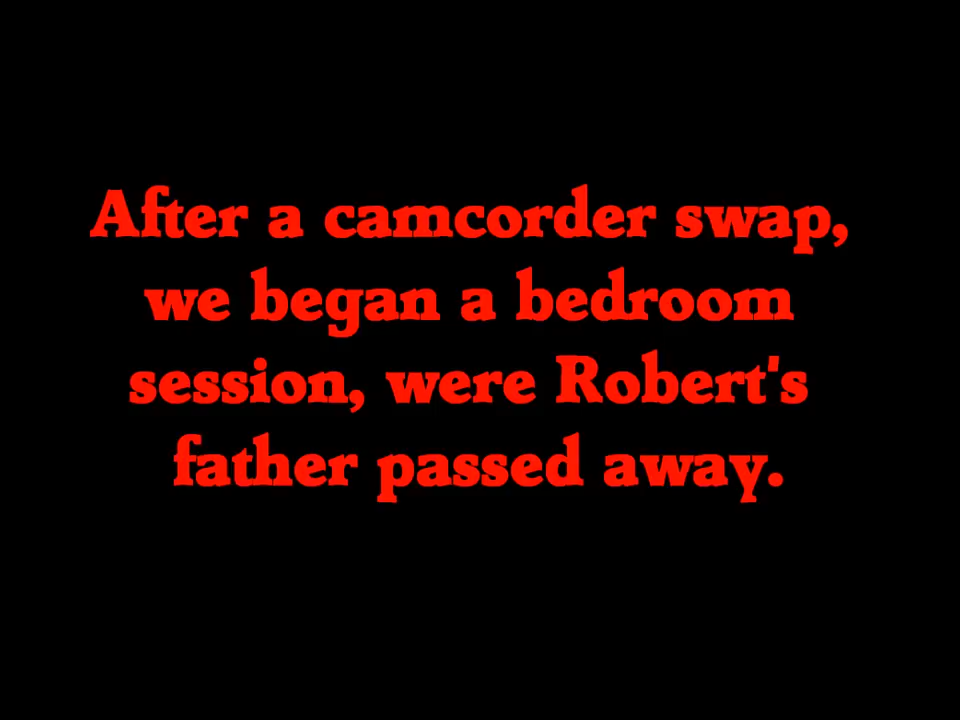 After a camcorder swap,
we began a bedroom
session, were Robert's
father passed away.